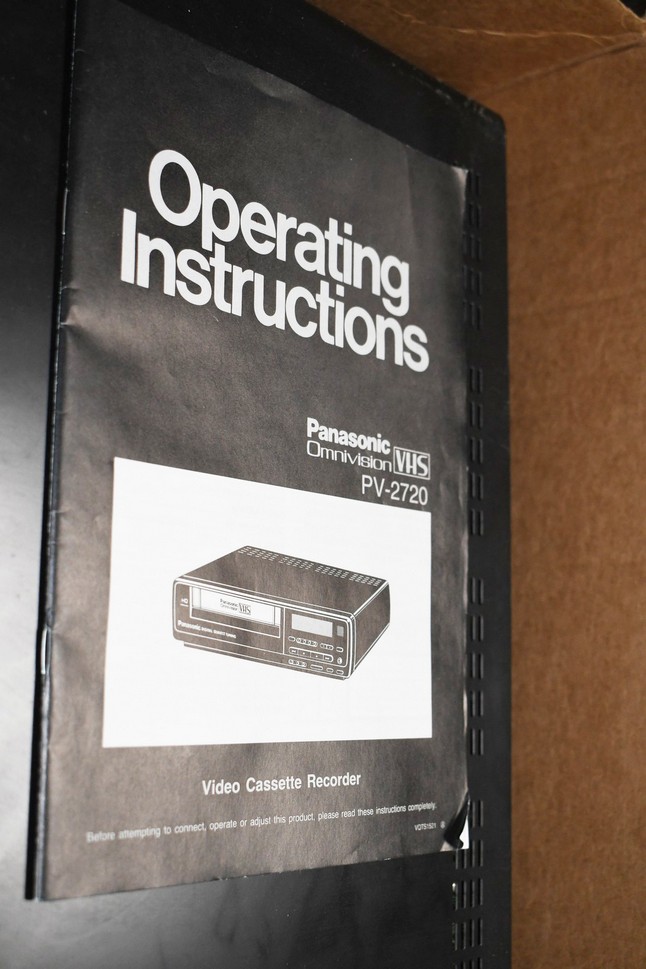 Operating
Instructions
Panasonic
Omnivision VHS
PV-2720
Panasonic
VHS
Panasonic
Video Cassette Recorder
Before attempting to connect, operate or adjust this product, please read these instructions completely.
VQT51521